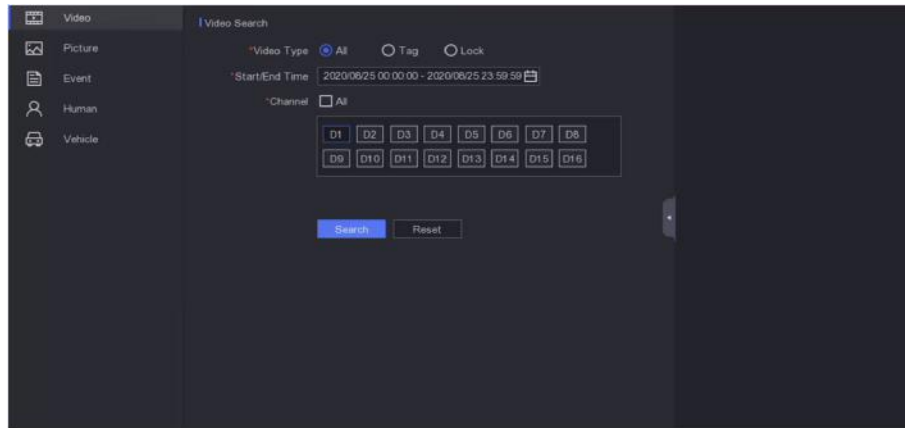 Video
Picture
Event
Human
Vehicle
Video Search
*Video Type All Tag Lock
*Start/End Time 2020/08/25 00:00:00 - 2020/08/25 23:59:59
*Channel All
D1 D2 D3 D4 D5 D6 D7 D8
D9 D10 D11 D12 D13 D14 D15 D16
Search Reset